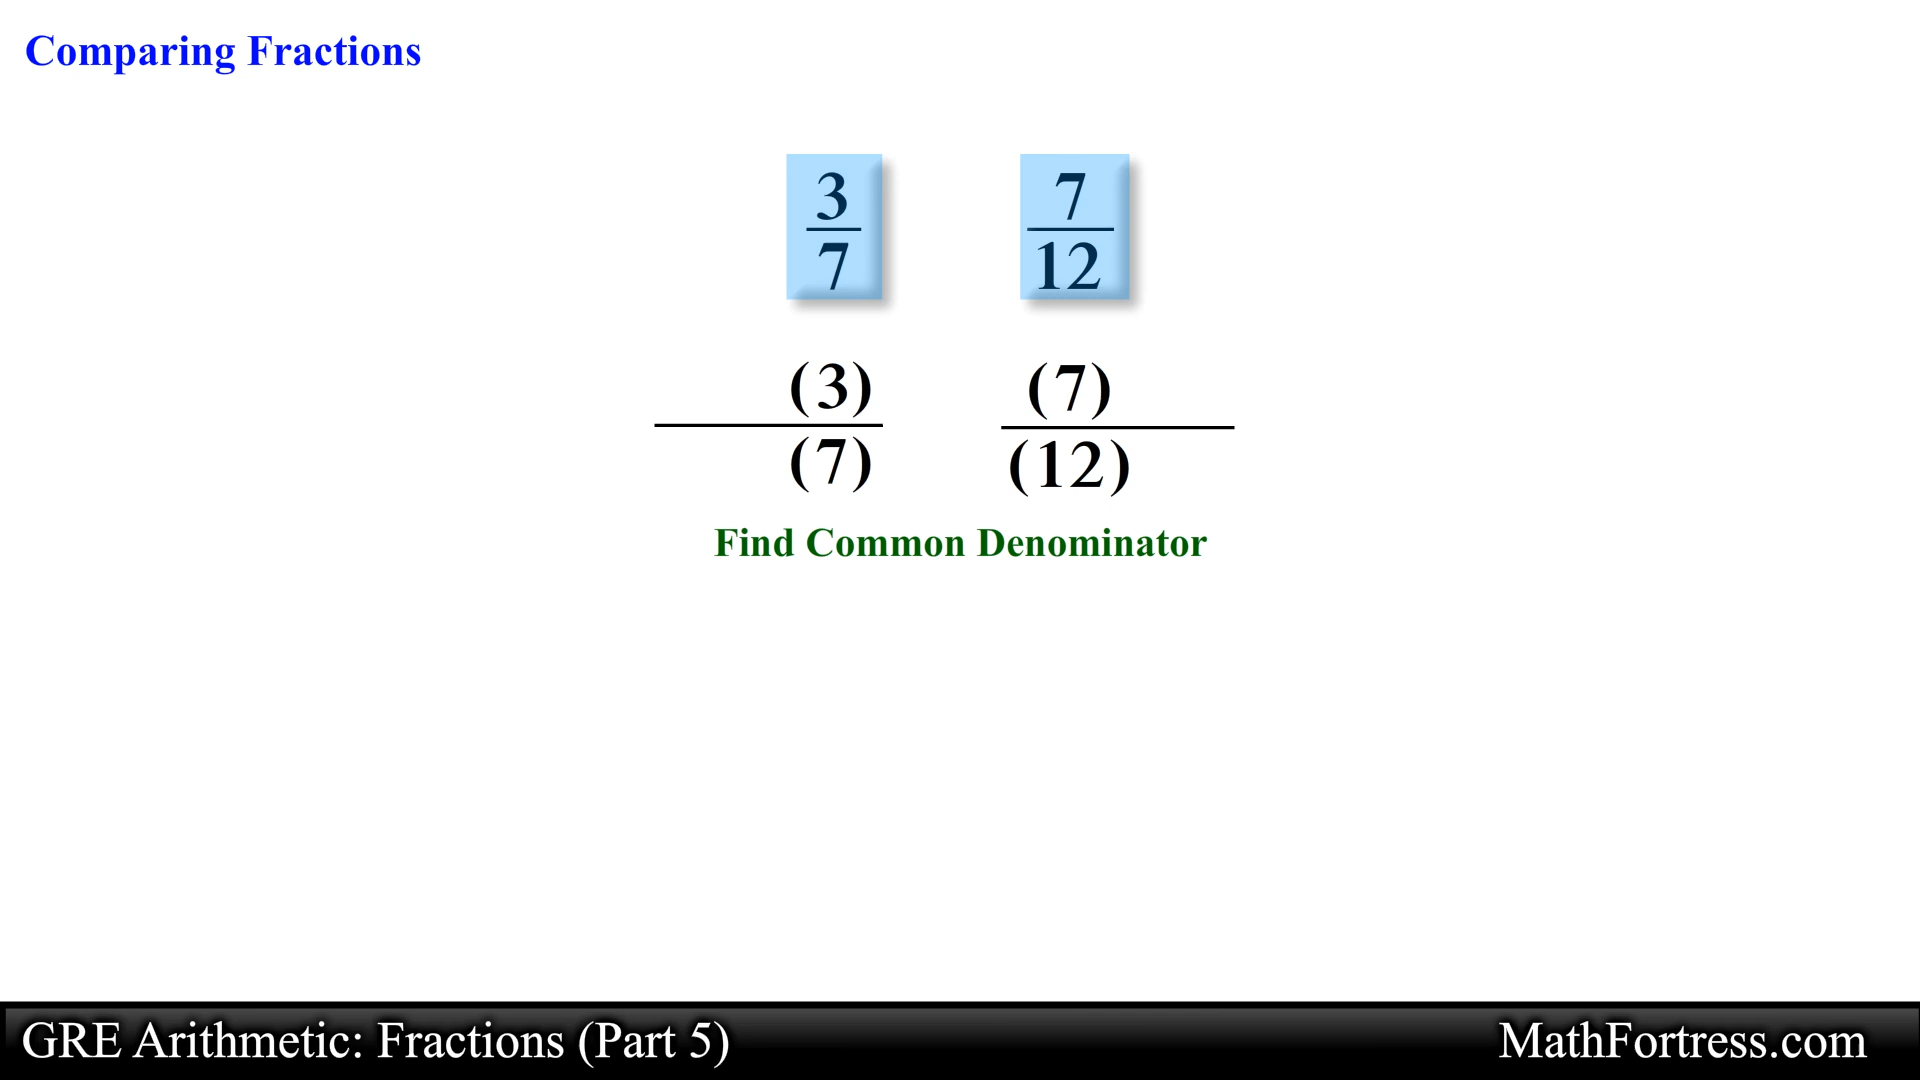 Comparing Fractions
3 7
7 12
(3) (7)
(7) (12)
Find Common Denominator
GRE Arithmetic: Fractions (Part 5) MathFortress.com